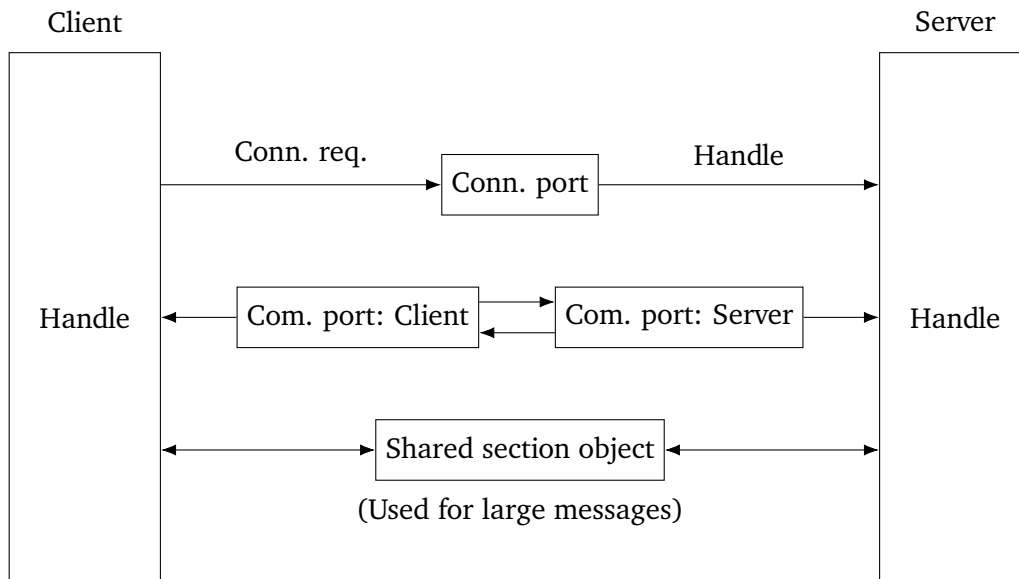 Client
Server
Conn. req.
Conn. port
Handle
Handle
Com. port: Client
Com. port: Server
Handle
Shared section object
(Used for large messages)